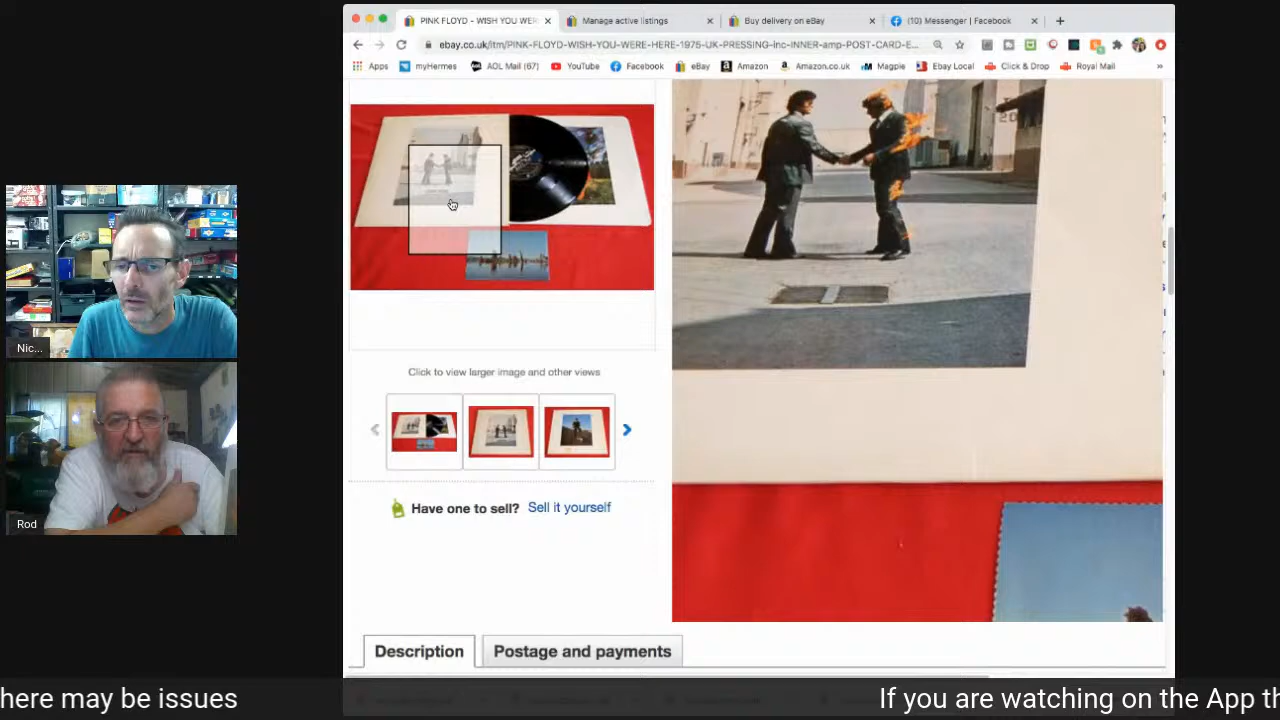 PINK FLOYD - WISH YOU WER
Manage active listings
Buy delivery on eBay
(10) Messenger | Facebook
ebay.co.uk/itm/PINK-FLOYD-WISH-YOU-WERE-HERE-1975-UK-PRESSING-inc-INNER-amp-POST-CARD-E...
Apps
myHermes
AOL Mail (67)
YouTube
Facebook
eBay
Amazon
Amazon.co.uk
Magpie
Ebay Local
Click & Drop
Royal Mail
»
Nic...
Click to view larger image and other views
Have one to sell? Sell it yourself
Rod
Description
Postage and payments
here may be issues
If you are watching on the App th